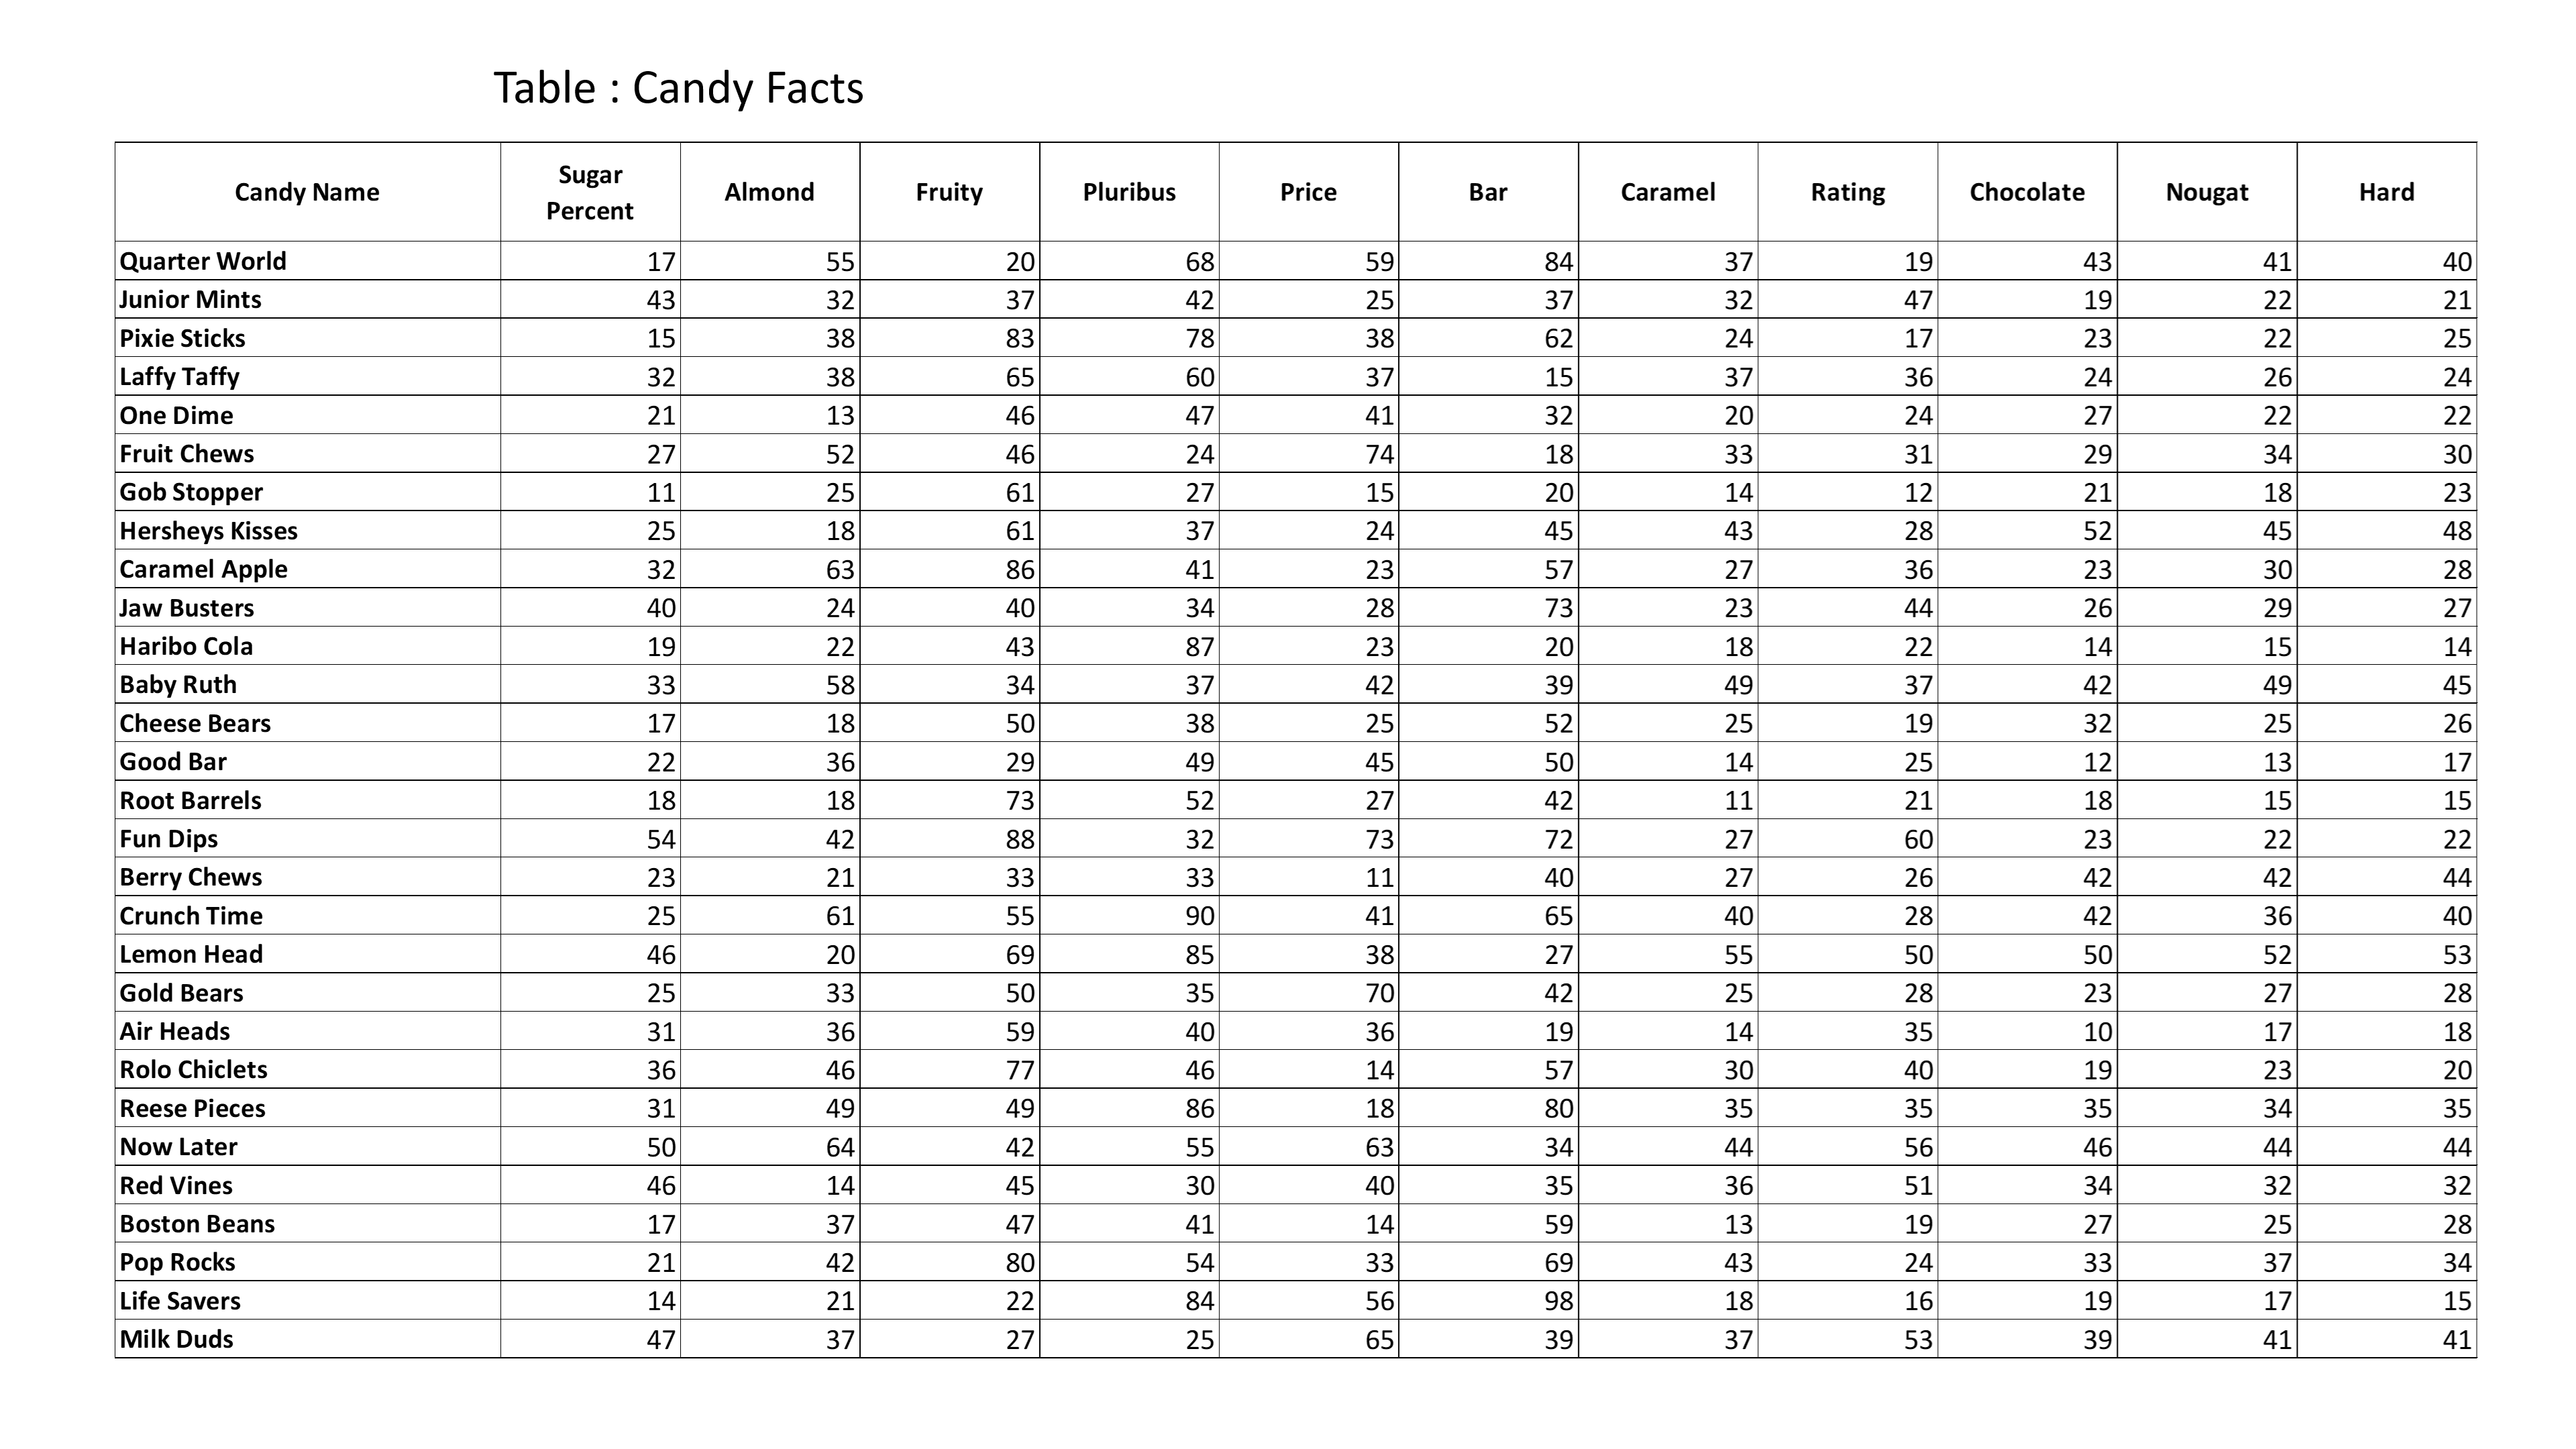 Table : Candy Facts
Candy Name Sugar Percent Almond Fruity Pluribus Price Bar Caramel Rating Chocolate Nougat Hard
Quarter World 17 55 20 68 59 84 37 19 43 41 40
Junior Mints 43 32 37 42 25 37 32 47 19 22 21
Pixie Sticks 15 38 83 78 38 62 24 17 23 22 25
Laffy Taffy 32 38 65 60 37 15 37 36 24 26 24
One Dime 21 13 46 47 41 32 20 24 27 22 22
Fruit Chews 27 52 46 24 74 18 33 31 29 34 30
Gob Stopper 11 25 61 27 15 20 14 12 21 18 23
Hersheys Kisses 25 18 61 37 24 45 43 28 52 45 48
Caramel Apple 32 63 86 41 23 57 27 36 23 30 28
Jaw Busters 40 24 40 34 28 73 23 44 26 29 27
Haribo Cola 19 22 43 87 23 20 18 22 14 15 14
Baby Ruth 33 58 34 37 42 39 49 37 42 49 45
Cheese Bears 17 18 50 38 25 52 25 19 32 25 26
Good Bar 22 36 29 49 45 50 14 25 12 13 17
Root Barrels 18 18 73 52 27 42 11 21 18 15 15
Fun Dips 54 42 88 32 73 72 27 60 23 22 22
Berry Chews 23 21 33 33 11 40 27 26 42 42 44
Crunch Time 25 61 55 90 41 65 40 28 42 36 40
Lemon Head 46 20 69 85 38 27 55 50 50 52 53
Gold Bears 25 33 50 35 70 42 25 28 23 27 28
Air Heads 31 36 59 40 36 19 14 35 10 17 18
Rolo Chiclets 36 46 77 46 14 57 30 40 19 23 20
Reese Pieces 31 49 49 86 18 80 35 35 35 34 35
Now Later 50 64 42 55 63 34 44 56 46 44 44
Red Vines 46 14 45 30 40 35 36 51 34 32 32
Boston Beans 17 37 47 41 14 59 13 19 27 25 28
Pop Rocks 21 42 80 54 33 69 43 24 33 37 34
Life Savers 14 21 22 84 56 98 18 16 19 17 15
Milk Duds 47 37 27 25 65 39 37 53 39 41 41